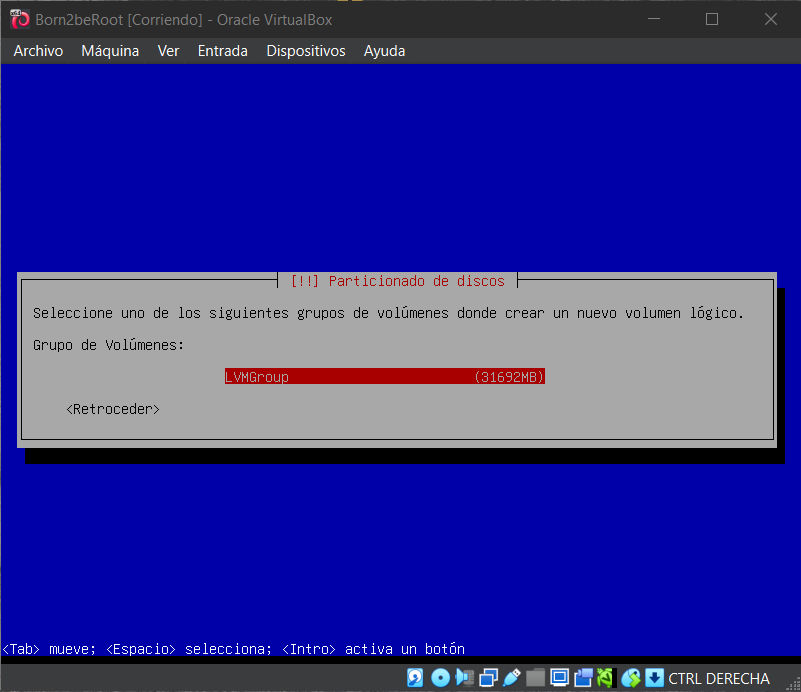 Born2beRoot [Corriendo] - Oracle VirtualBox
Archivo Máquina Ver Entrada Dispositivos Ayuda
[!!] Particionado de discos
Seleccione uno de los siguientes grupos de volúmenes donde crear un nuevo volumen lógico.
Grupo de Volúmenes:
LVMGroup (31692MB)
<Retroceder>
<Tab> mueve; <Espacio> selecciona; <Intro> activa un botón
CTRL DERECHA